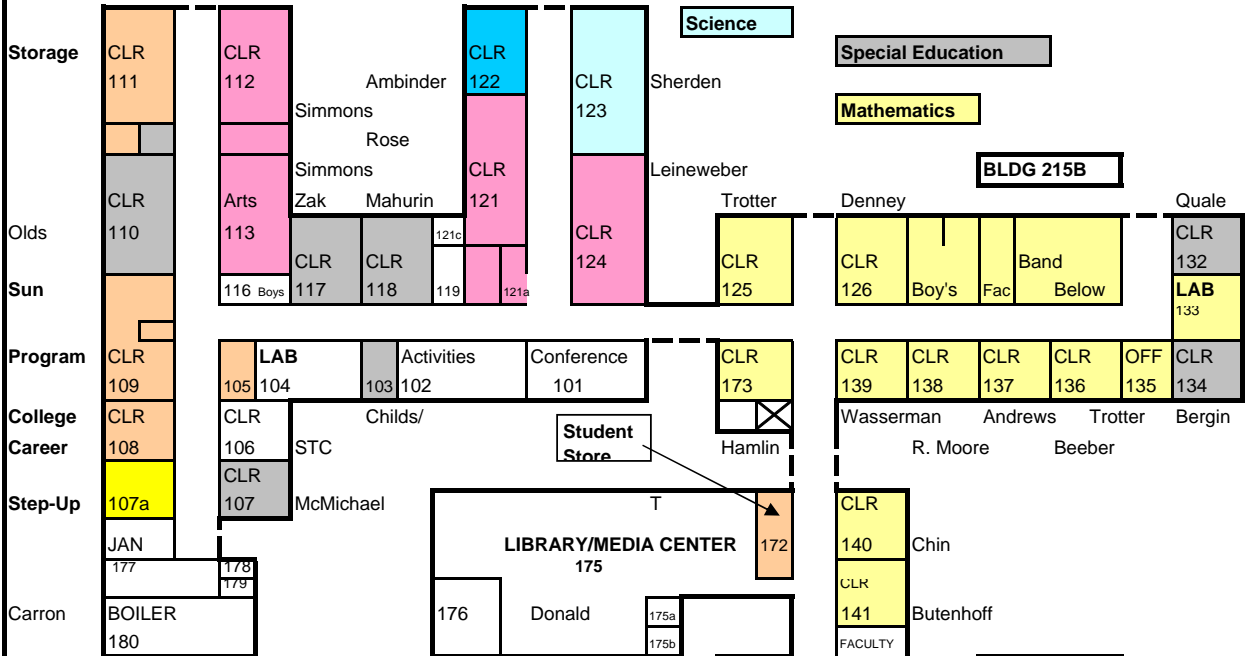 Science
Storage CLR CLR CLR Special Education
111 112 Ambinder 122 CLR Sherden
Simmons 123 Mathematics
Rose
Simmons CLR Leineweber BLDG 215B
CLR Arts Zak Mahurin 121 Trotter Denney Quale
Olds 110 113 121c CLR CLR
CLR CLR 124 CLR CLR Band 132
Sun 116 Boys 117 118 119 121a 125 126 Boy's Fac Below LAB
133
Program CLR LAB Activities Conference CLR CLR CLR CLR CLR OFF CLR
109 105 104 103 102 101 173 139 138 137 136 135 134
College CLR CLR Childs/ Wasserman Andrews Trotter Bergin
Career 108 106 STC Student Hamlin R. Moore Beeber
Store
CLR
Step-Up 107a 107 McMichael T CLR
JAN LIBRARY/MEDIA CENTER 172 140 Chin
177 178 175
179 CLR
Carron BOILER 176 Donald 175a 141 Butenhoff
180 175b FACULTY